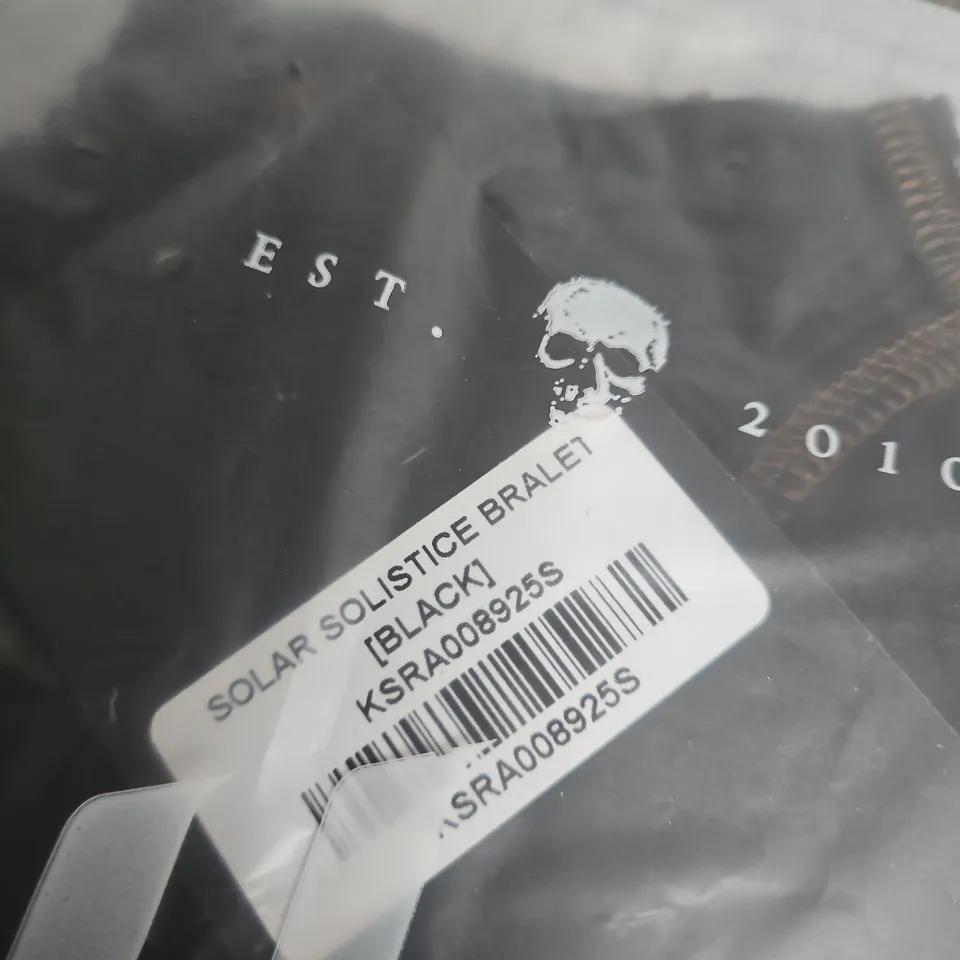 EST.
2010
SOLAR SOLISTICE BRALET
[BLACK]
KSRA008925S
KSRA008925S